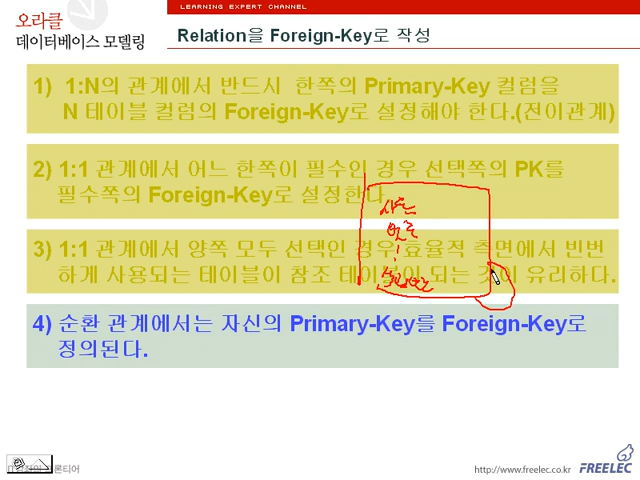 LEARNING EXPERT CHANNEL
오라클
데이터베이스 모델링
Relation을 Foreign-Key로 작성
1) 1:N의 관계에서 반드시 한쪽의 Primary-Key 컬럼을
N 테이블 컬럼의 Foreign-Key로 설정해야 한다.(전이관계)
2) 1:1 관계에서 어느 한쪽이 필수인 경우 선택쪽의 PK를
필수쪽의 Foreign-Key로 설정한다
3) 1:1 관계에서 양쪽 모두 선택인 경우 효율적 측면에서 빈번
하게 사용되는 테이블이 참조 테이블이 되는 것이 유리하다.
4) 순환 관계에서는 자신의 Primary-Key를 Foreign-Key로
정의된다.
http://www.freelec.co.kr
FREELEC